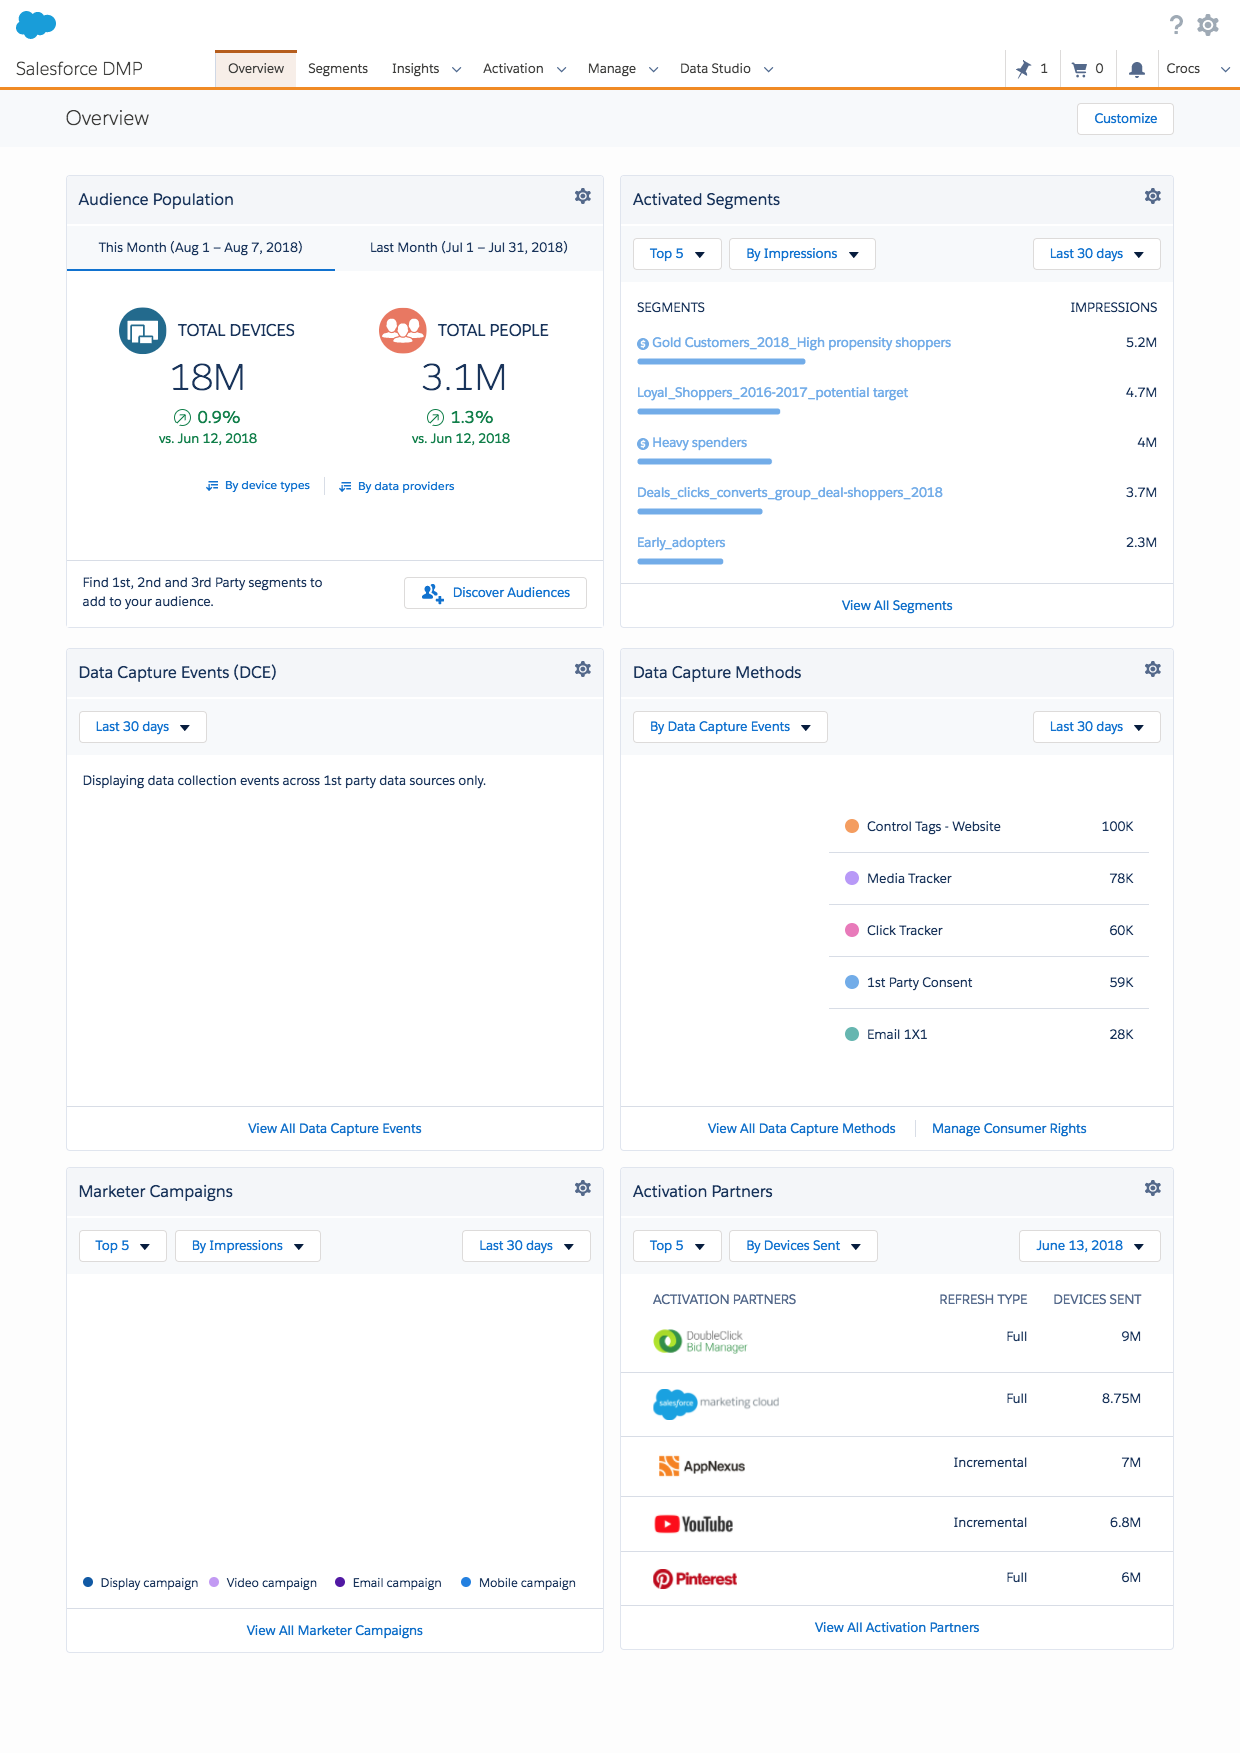 ?
Salesforce DMP
Overview Segments Insights Activation Manage Data Studio
1 0 Crocs
Overview
Customize
Audience Population
This Month (Aug 1 – Aug 7, 2018) Last Month (Jul 1 – Jul 31, 2018)
TOTAL DEVICES TOTAL PEOPLE
18M 3.1M
0.9% 1.3%
vs. Jun 12, 2018 vs. Jun 12, 2018
By device types By data providers
Find 1st, 2nd and 3rd Party segments to
add to your audience.
Discover Audiences
Activated Segments
Top 5 By Impressions Last 30 days
SEGMENTS IMPRESSIONS
$ Gold Customers_2018_High propensity shoppers 5.2M
Loyal_Shoppers_2016-2017_potential target 4.7M
$ Heavy spenders 4M
Deals_clicks_converts_group_deal-shoppers_2018 3.7M
Early_adopters 2.3M
View All Segments
Data Capture Events (DCE)
Last 30 days
Displaying data collection events across 1st party data sources only.
View All Data Capture Events
Data Capture Methods
By Data Capture Events Last 30 days
Control Tags - Website 100K
Media Tracker 78K
Click Tracker 60K
1st Party Consent 59K
Email 1X1 28K
View All Data Capture Methods Manage Consumer Rights
Marketer Campaigns
Top 5 By Impressions Last 30 days
Display campaign Video campaign Email campaign Mobile campaign
View All Marketer Campaigns
Activation Partners
Top 5 By Devices Sent June 13, 2018
ACTIVATION PARTNERS REFRESH TYPE DEVICES SENT
DoubleClick
Bid Manager Full 9M
salesforce marketing cloud Full 8.75M
AppNexus Incremental 7M
YouTube Incremental 6.8M
Pinterest Full 6M
View All Activation Partners